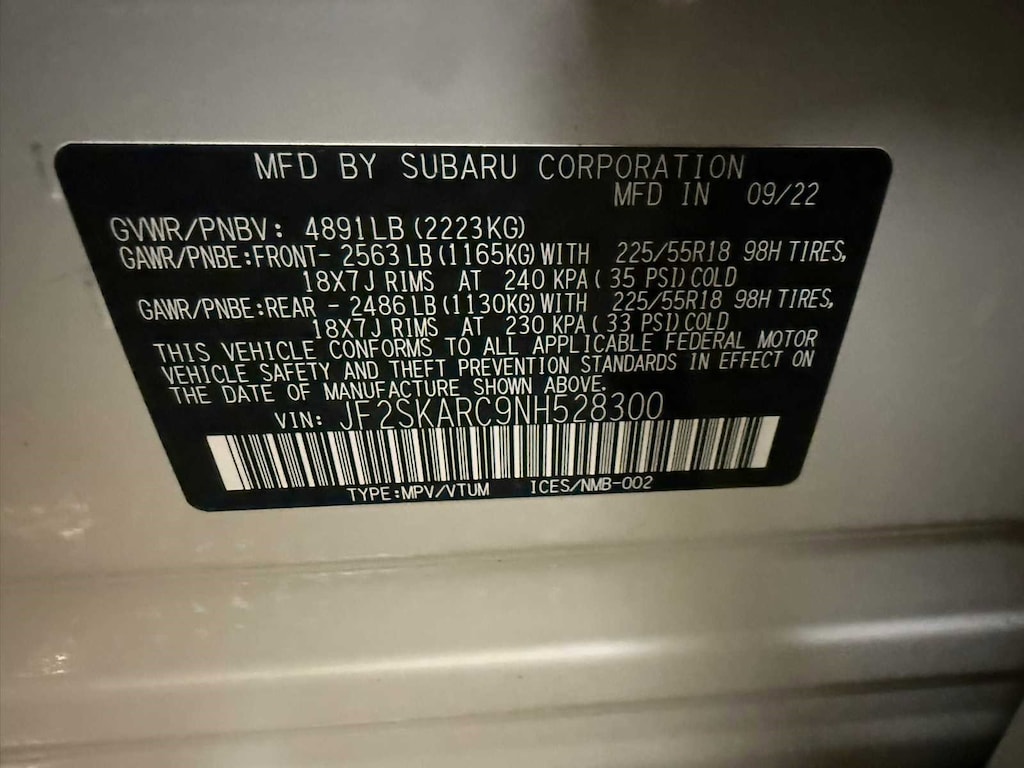 MFD BY SUBARU CORPORATION
MFD IN 09/22
GVWR/PNBV: 4891LB (2223KG)
GAWR/PNBE:FRONT- 2563LB (1165KG) WITH 225/55R18 98H TIRES,
18X7J RIMS AT 240 KPA (35 PSI) COLD
GAWR/PNBE:REAR - 2486LB (1130KG) WITH 225/55R18 98H TIRES,
18X7J RIMS AT 230 KPA (33 PSI) COLD
THIS VEHICLE CONFORMS TO ALL APPLICABLE FEDERAL MOTOR
VEHICLE SAFETY AND THEFT PREVENTION STANDARDS IN EFFECT ON
THE DATE OF MANUFACTURE SHOWN ABOVE.
VIN: JF2SKARC9NH528300
TYPE:MPV/VTUM ICES/NMB-002